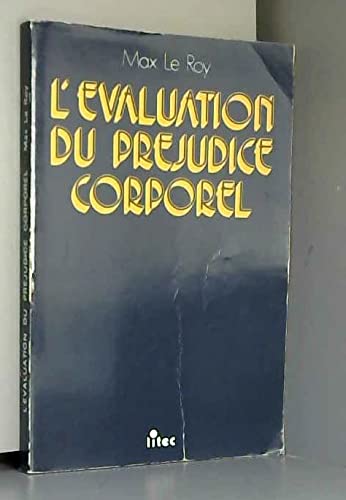 Max Le Roy
L'EVALUATION
DU PREJUDICE
CORPOREL
litec
L'EVALUATION DU PREJUDICE CORPOREL Max Le Roy